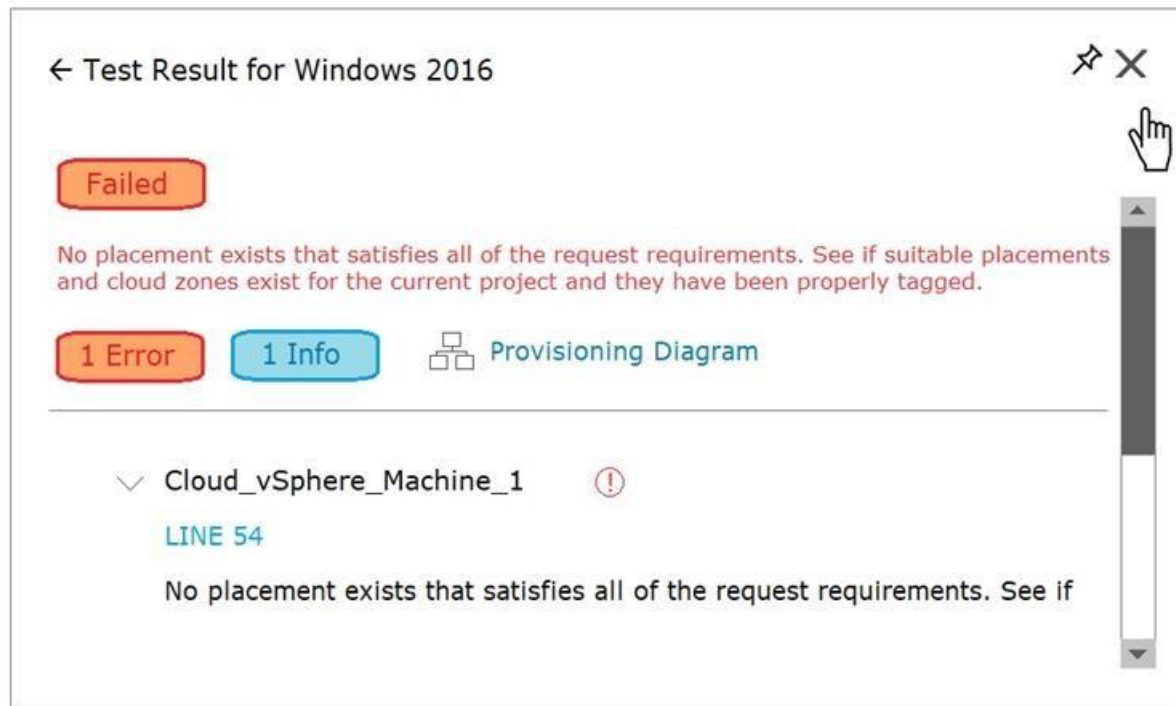 ← Test Result for Windows 2016
Failed
No placement exists that satisfies all of the request requirements. See if suitable placements
and cloud zones exist for the current project and they have been properly tagged.
1 Error 1 Info Provisioning Diagram
Cloud_vSphere_Machine_1
LINE 54
No placement exists that satisfies all of the request requirements. See if